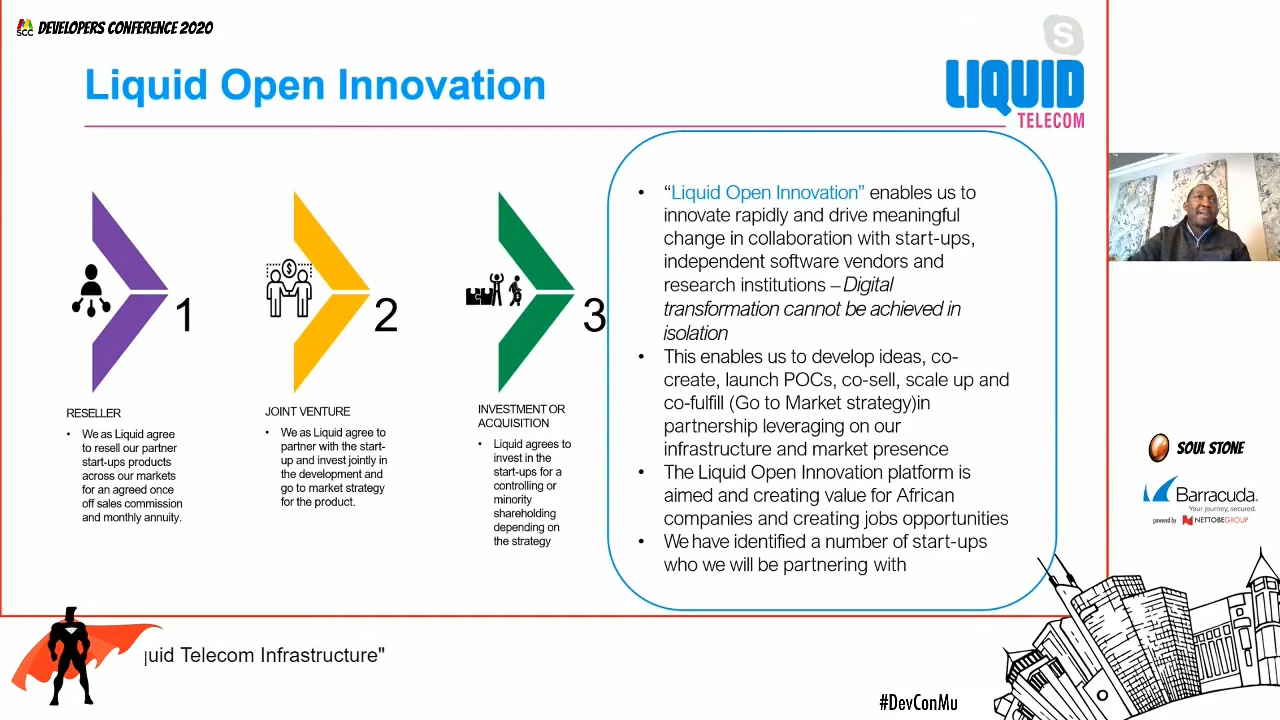 SCC DEVELOPERS CONFERENCE 2020
S
Liquid Open Innovation
LIQUID
TELECOM
1
2
3
RESELLER
• We as Liquid agree
to resell our partner
start-ups products
across our markets
for an agreed once
off sales commission
and monthly annuity.
JOINT VENTURE
• We as Liquid agree to
partner with the start-
up and invest jointly in
the development and
go to market strategy
for the product.
INVESTMENT OR
ACQUISITION
• Liquid agrees to
invest in the
start-ups for a
controlling or
minority
shareholding
depending on
the strategy
• “Liquid Open Innovation” enables us to
innovate rapidly and drive meaningful
change in collaboration with start-ups,
independent software vendors and
research institutions – Digital
transformation cannot be achieved in
isolation
• This enables us to develop ideas, co-
create, launch POCs, co-sell, scale up and
co-fulfill (Go to Market strategy)in
partnership leveraging on our
infrastructure and market presence
• The Liquid Open Innovation platform is
aimed and creating value for African
companies and creating jobs opportunities
• We have identified a number of start-ups
who we will be partnering with
SOUL STONE
Barracuda.
Your journey, secured.
powered by NETTOBEGROUP
quid Telecom Infrastructure"
#DevConMu